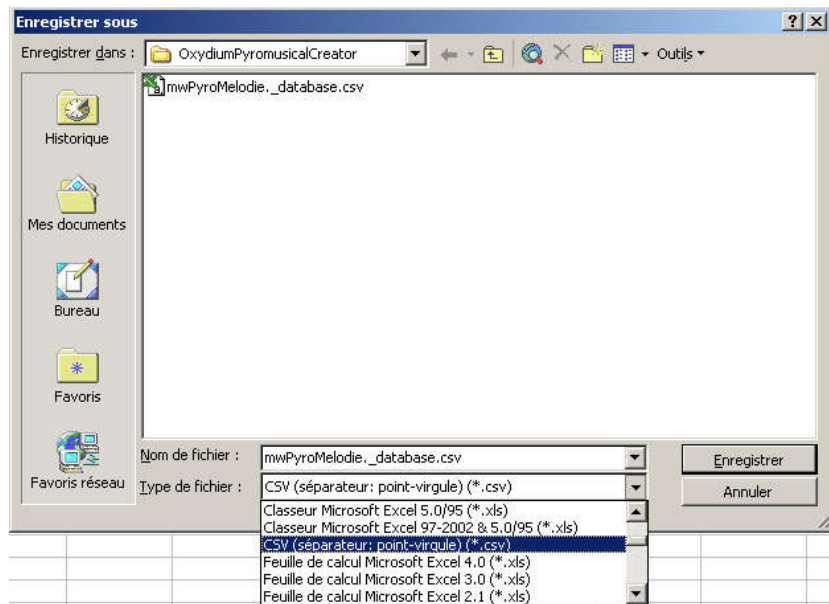 Enregistrer sous
Enregistrer dans : OxydiumPyromusicalCreator Outils
mwPyroMelodie._database.csv
Historique
Mes documents
Bureau
Favoris
Favoris réseau
Nom de fichier : mwPyroMelodie._database.csv Enregistrer
Type de fichier : CSV (séparateur: point-virgule) (*.csv) Annuler
Classeur Microsoft Excel 5.0/95 (*.xls)
Classeur Microsoft Excel 97-2002 & 5.0/95 (*.xls)
CSV (séparateur: point-virgule) (*.csv)
Feuille de calcul Microsoft Excel 4.0 (*.xls)
Feuille de calcul Microsoft Excel 3.0 (*.xls)
Feuille de calcul Microsoft Excel 2.1 (*.xls)